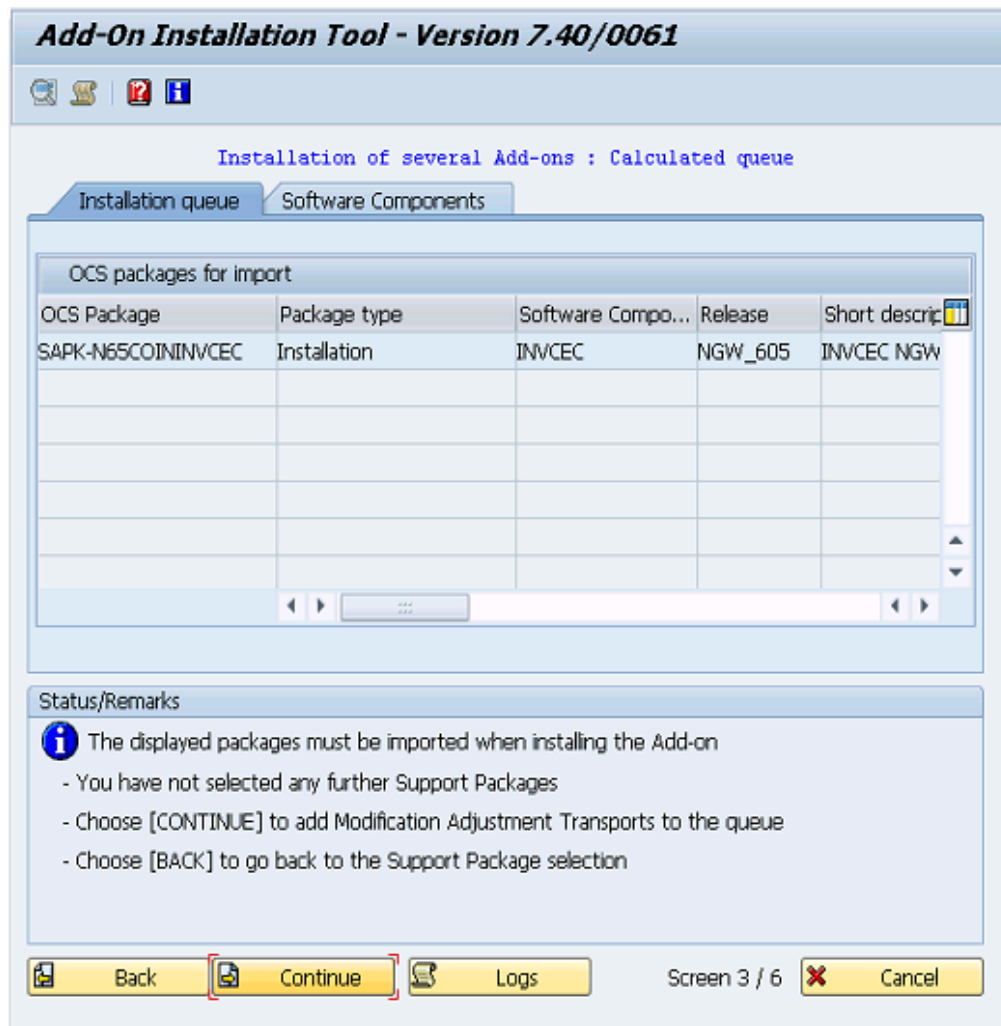 Add-On Installation Tool - Version 7.40/0061
Installation of several Add-ons : Calculated queue
Installation queue Software Components
OCS packages for import
OCS Package Package type Software Compo... Release Short descrip
SAPK-N65COININVCEC Installation INVCEC NGW_605 INVCEC NGW
Status/Remarks
The displayed packages must be imported when installing the Add-on
- You have not selected any further Support Packages
- Choose [CONTINUE] to add Modification Adjustment Transports to the queue
- Choose [BACK] to go back to the Support Package selection
Back Continue Logs Screen 3 / 6 Cancel